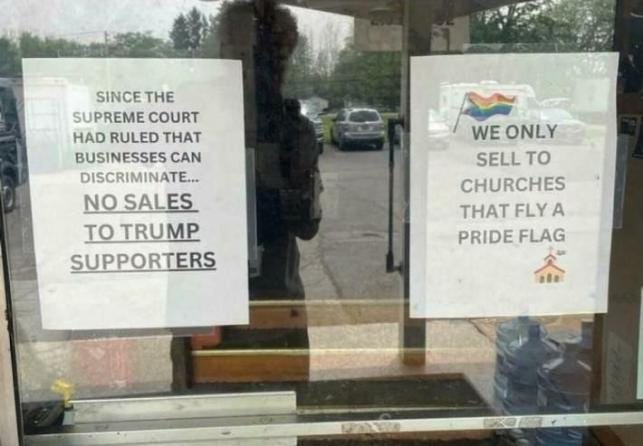 SINCE THE
SUPREME COURT
HAD RULED THAT
BUSINESSES CAN
DISCRIMINATE...
NO SALES
TO TRUMP
SUPPORTERS
WE ONLY
SELL TO
CHURCHES
THAT FLY A
PRIDE FLAG